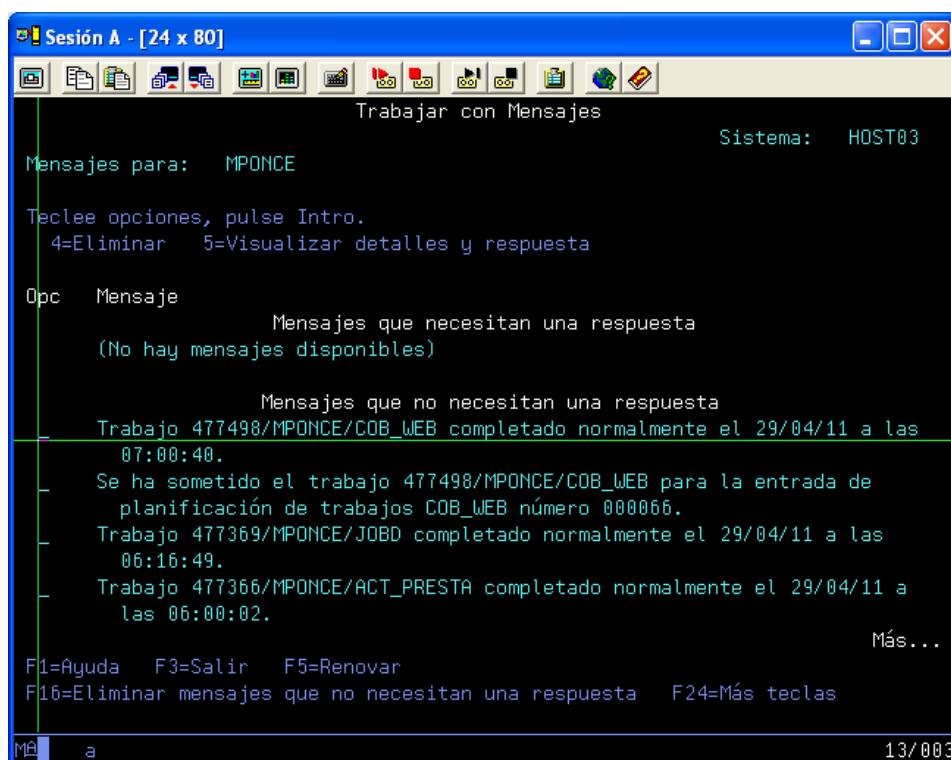 Sesión A - [24 x 80]
Trabajar con Mensajes
Sistema: HOST03
Mensajes para: MPONCE
Teclee opciones, pulse Intro.
4=Eliminar 5=Visualizar detalles y respuesta
Opc Mensaje
Mensajes que necesitan una respuesta
(No hay mensajes disponibles)
Mensajes que no necesitan una respuesta
_ Trabajo 477498/MPONCE/COB_WEB completado normalmente el 29/04/11 a las
07:00:40.
_ Se ha sometido el trabajo 477498/MPONCE/COB_WEB para la entrada de
planificación de trabajos COB_WEB número 000066.
_ Trabajo 477369/MPONCE/JOBD completado normalmente el 29/04/11 a las
06:16:49.
_ Trabajo 477366/MPONCE/ACT_PRESTA completado normalmente el 29/04/11 a
las 06:00:02.
Más...
F1=Ayuda F3=Salir F5=Renovar
F16=Eliminar mensajes que no necesitan una respuesta F24=Más teclas
MA a 13/003